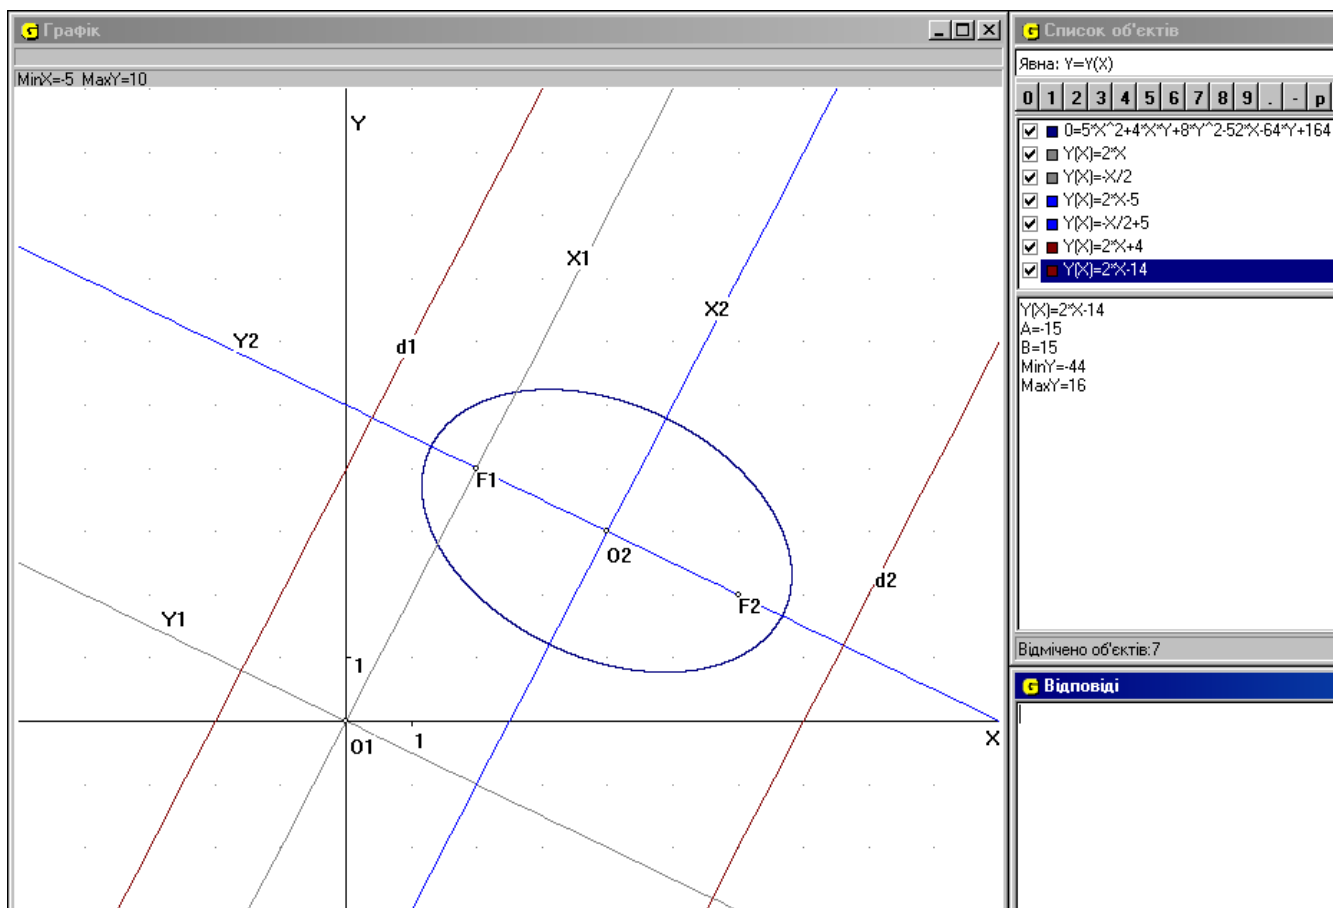 Графік
MinX=-5 MaxY=10
Y
X1
X2
Y2
d1
F1
O2
d2
F2
Y1
1
O1
1
X
Список об'єктів
Явна: Y=Y(X)
0 1 2 3 4 5 6 7 8 9 . - p
0=5*X^2+4*X*Y+8*Y^2-52*X-64*Y+164
Y(X)=2*X
Y(X)=-X/2
Y(X)=2*X-5
Y(X)=-X/2+5
Y(X)=2*X+4
Y(X)=2*X-14
Y(X)=2*X-14
A=-15
B=15
MinY=-44
MaxY=16
Відмічено об'єктів:7
Відповіді